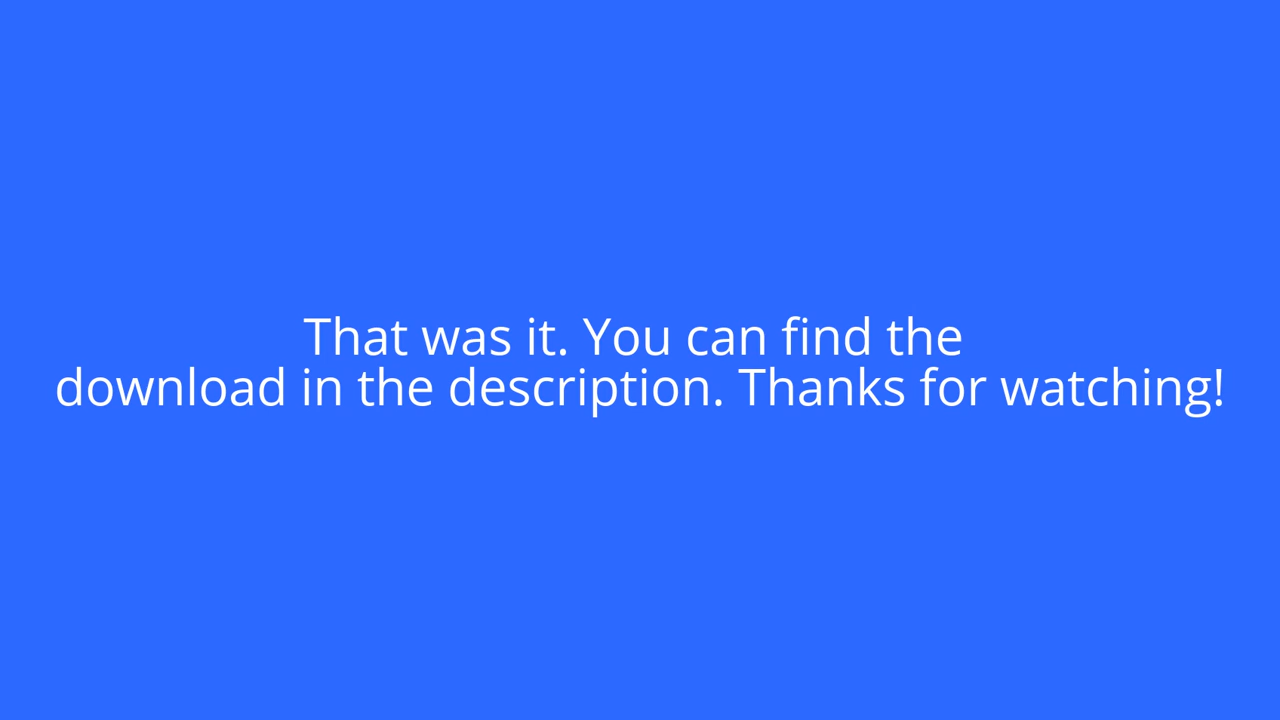 That was it. You can find the
download in the description. Thanks for watching!